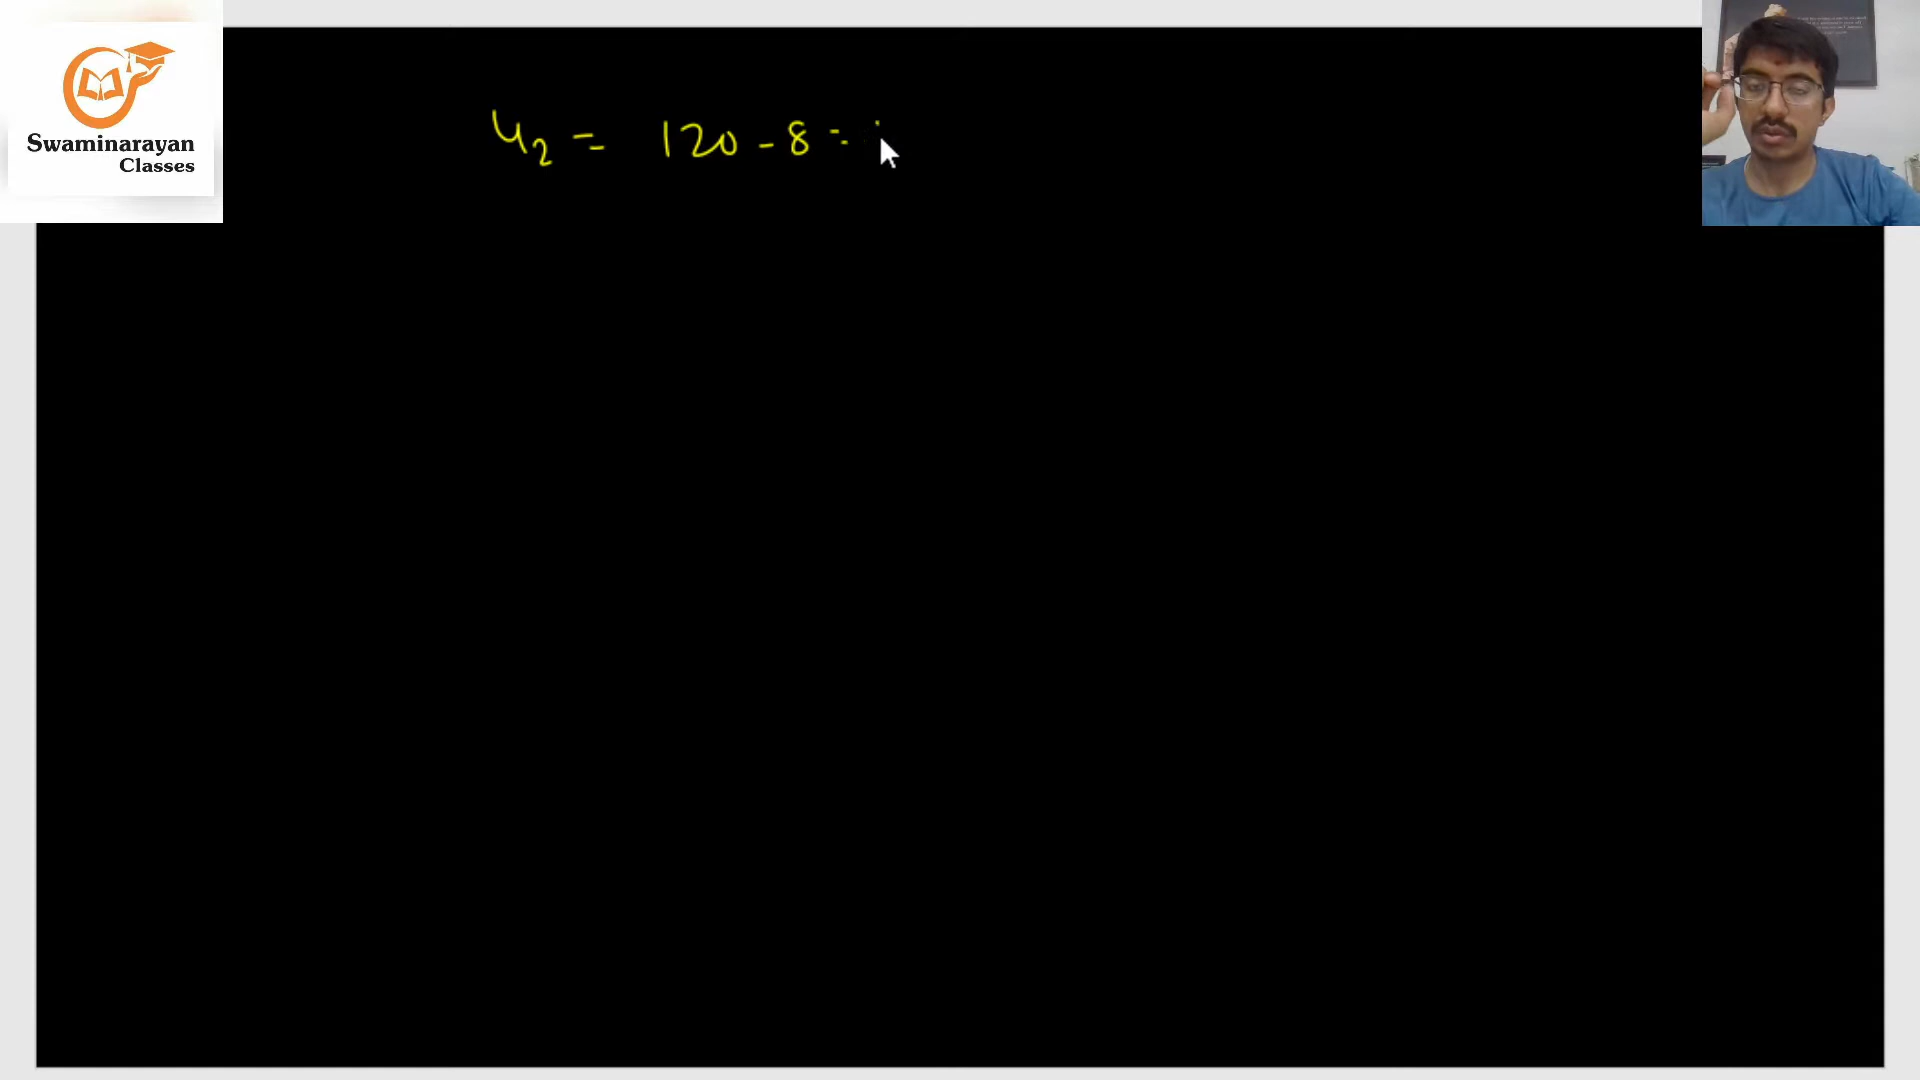 Swaminarayan
Classes
u₂ = 120 - 8 =